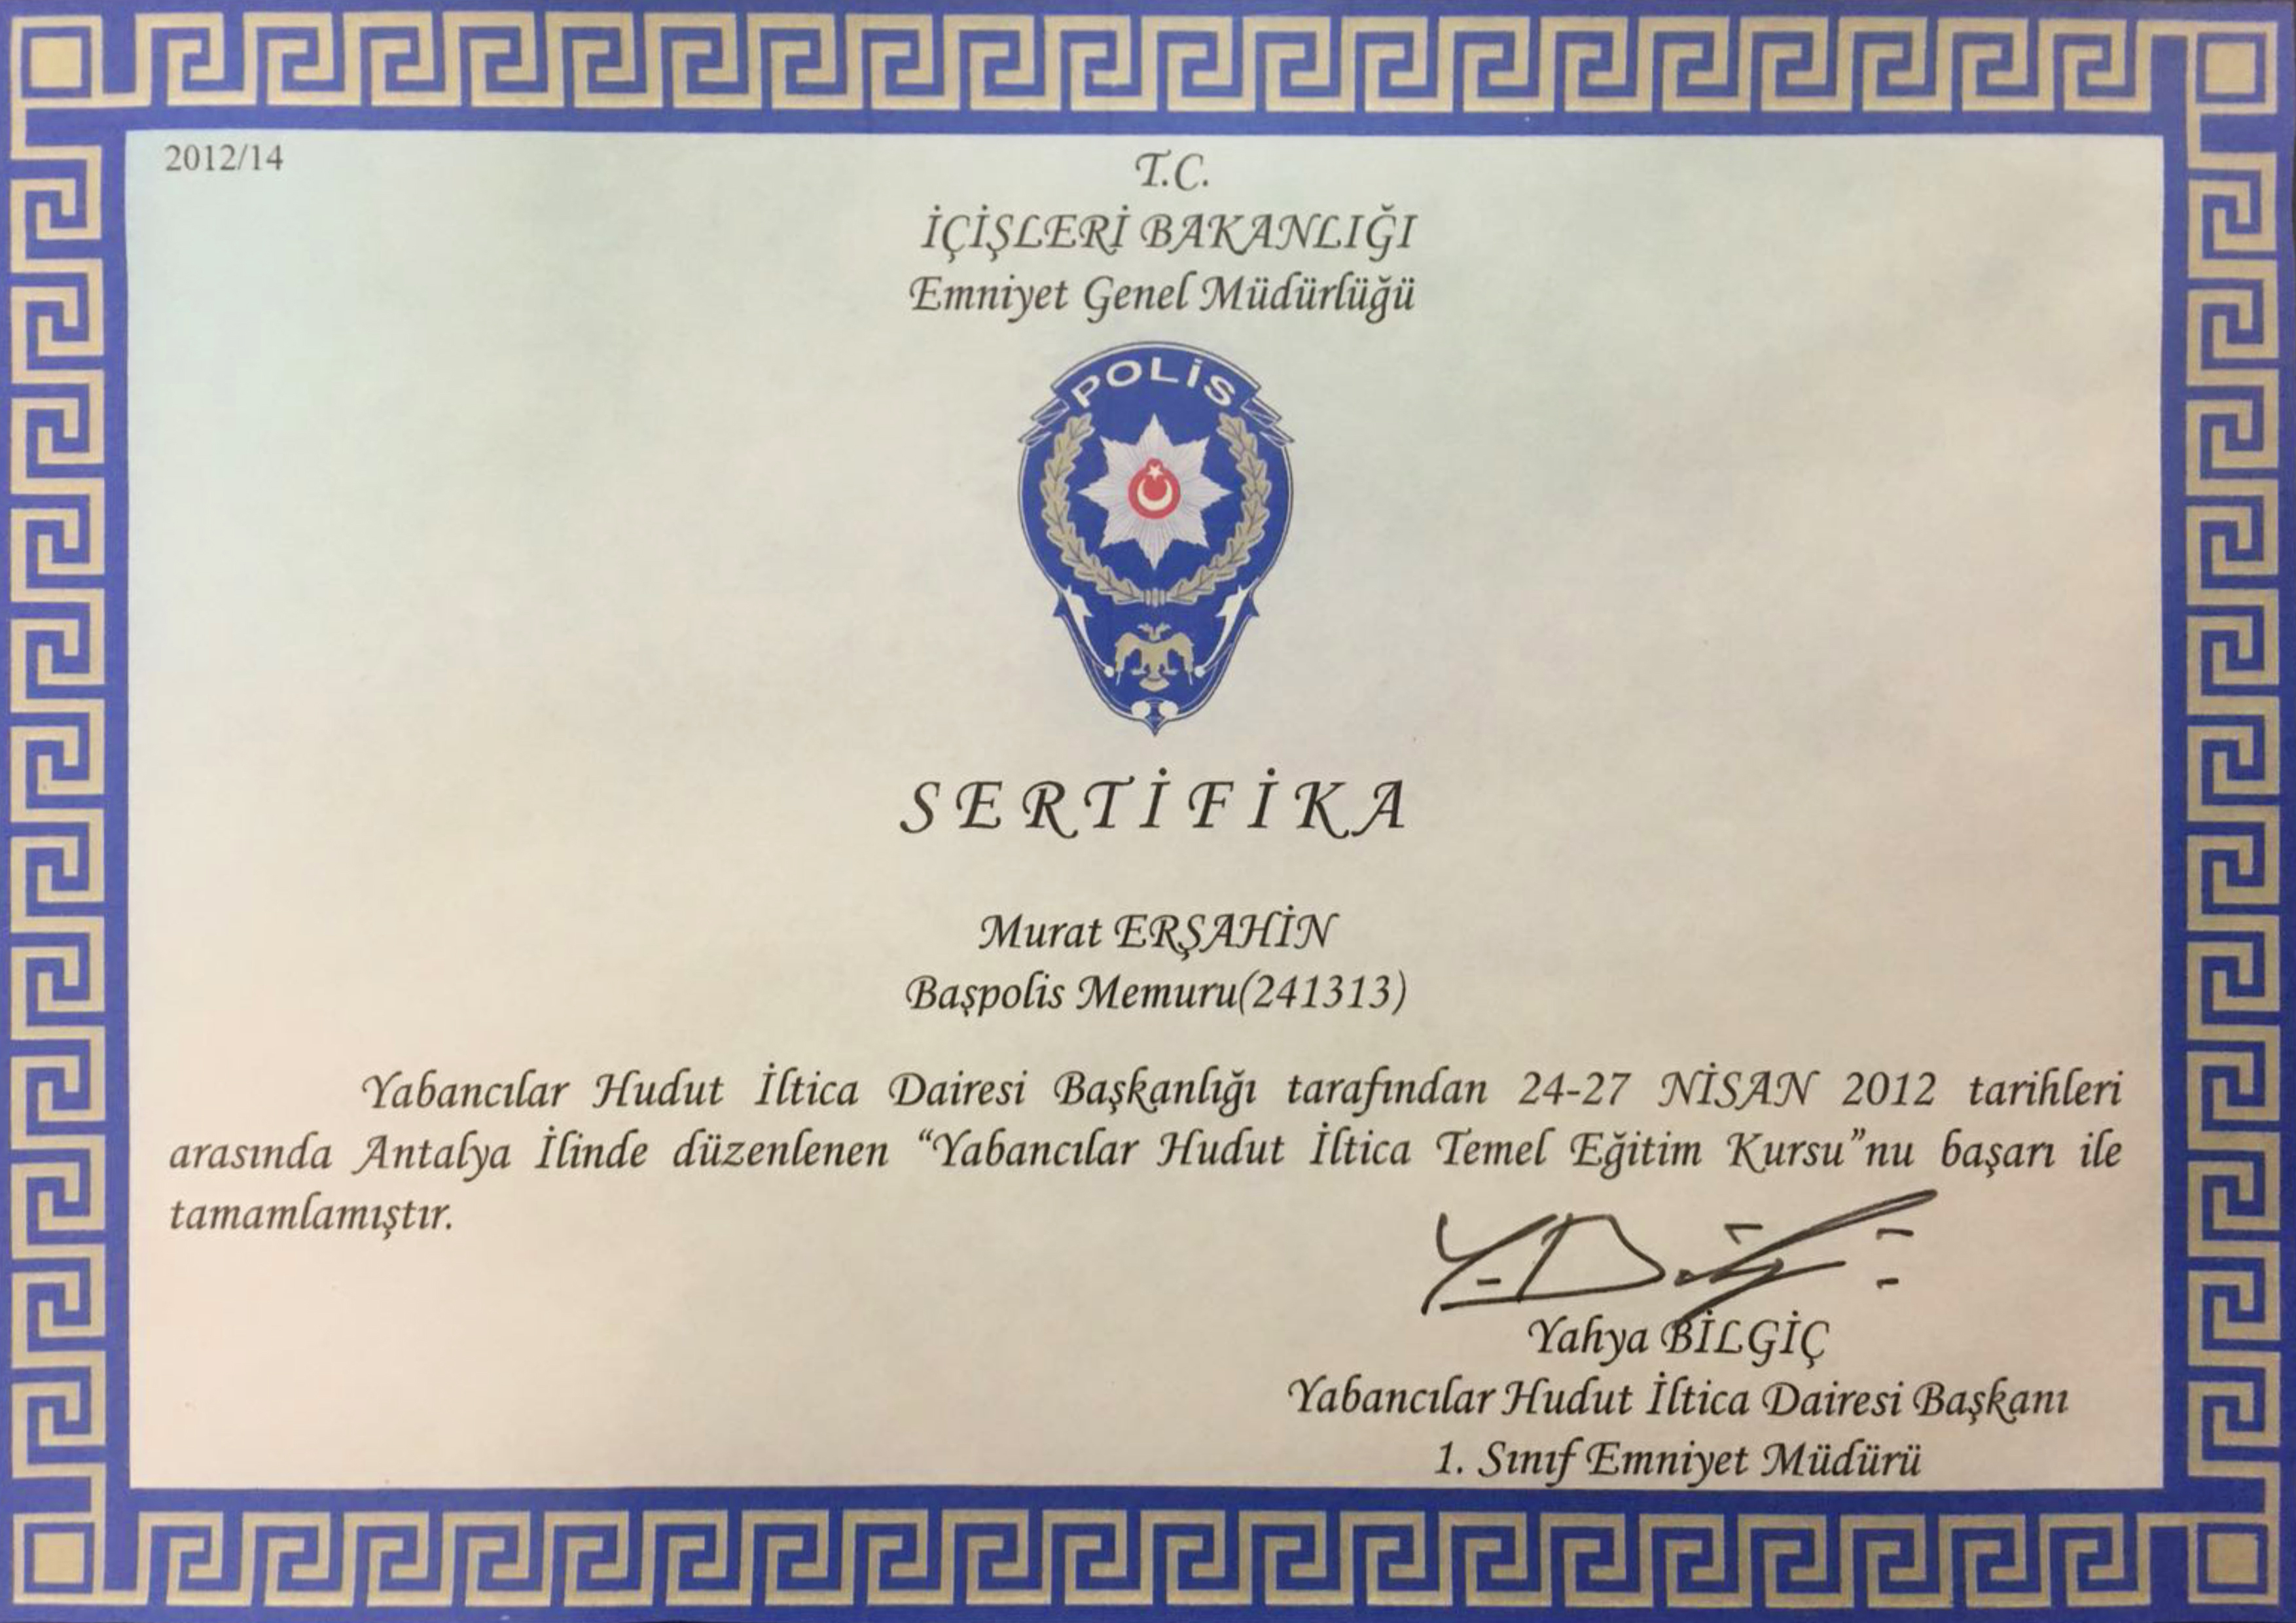 2012/14
T.C.
İÇİŞLERİ BAKANLIĞI
Emniyet Genel Müdürlüğü
POLİS
SERTİFİKA
Murat ERŞAHİN
Başpolis Memuru(241313)
Yabancılar Hudut İltica Dairesi Başkanlığı tarafından 24-27 NİSAN 2012 tarihleri
arasında Antalya İlinde düzenlenen “Yabancılar Hudut İltica Temel Eğitim Kursu”nu başarı ile
tamamlamıştır.
Yahya BİLGİÇ
Yabancılar Hudut İltica Dairesi Başkanı
1. Sınıf Emniyet Müdürü